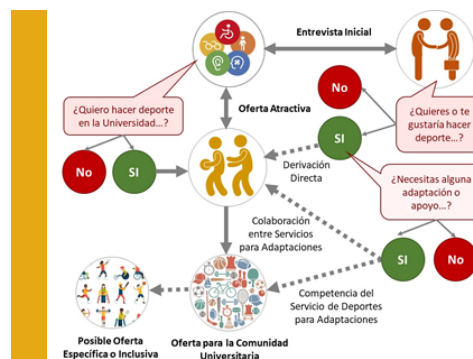 Entrevista Inicial
¿Quiero hacer deporte
en la Universidad...?
Oferta Atractiva
No
¿Quieres o te
gustaría hacer
deporte...?
SI
No
SI
Derivación
Directa
¿Necesitas alguna
adaptación o
apoyo...?
Colaboración
entre Servicios
para Adaptaciones
SI
No
Competencia del
Servicio de Deportes
para Adaptaciones
Posible Oferta
Específica o Inclusiva
Oferta para la Comunidad
Universitaria